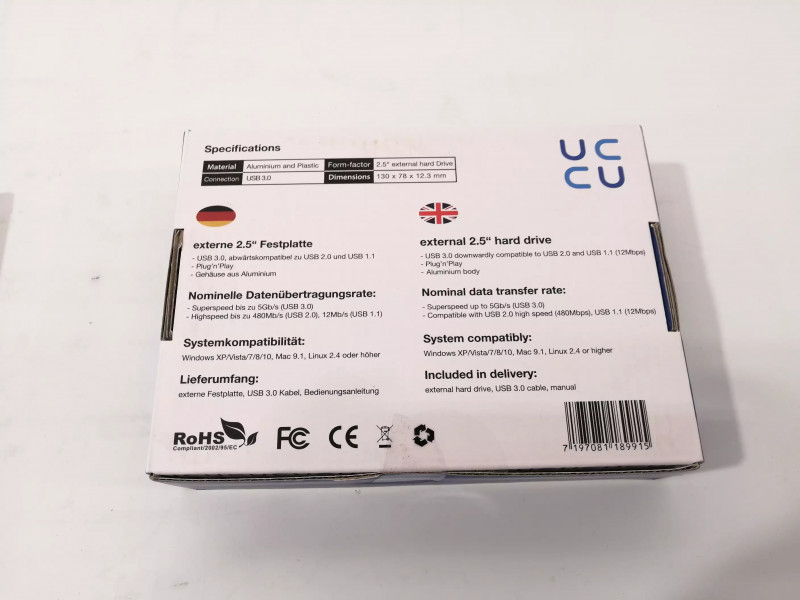 Specifications
UC
CU
Material Aluminium and Plastic Form-factor 2.5" external hard Drive
Connection USB 3.0 Dimensions 130 x 78 x 12.3 mm
externe 2.5“ Festplatte
- USB 3.0, abwärtskompatibel zu USB 2.0 und USB 1.1
- Plug'n'Play
- Gehäuse aus Aluminium
Nominelle Datenübertragungsrate:
- Superspeed bis zu 5Gb/s (USB 3.0)
- Highspeed bis zu 480Mb/s (USB 2.0), 12Mb/s (USB 1.1)
Systemkompatibilität:
Windows XP/Vista/7/8/10, Mac 9.1, Linux 2.4 oder höher
Lieferumfang:
externe Festplatte, USB 3.0 Kabel, Bedienungsanleitung
external 2.5“ hard drive
- USB 3.0 downwardly compatible to USB 2.0 and USB 1.1 (12Mbps)
- Plug'n'Play
- Aluminium body
Nominal data transfer rate:
- Superspeed up to 5Gb/s (USB 3.0)
- Compatible with USB 2.0 high speed (480Mbps), USB 1.1 (12Mbps)
System compatibly:
Windows XP/Vista/7/8/10, Mac 9.1, Linux 2.4 or higher
Included in delivery:
external hard drive, USB 3.0 cable, manual
RoHS
Compliant/2002/95/EC
FC
CE
7 197081 189915